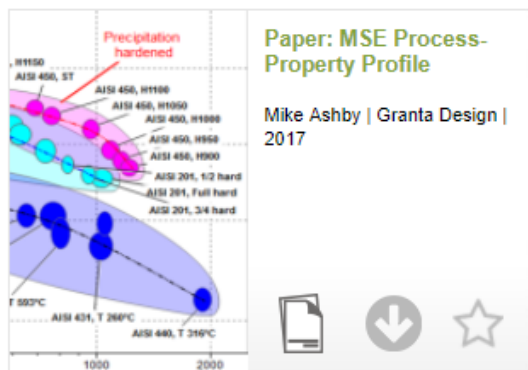 Precipitation
hardened
, H1150
AISI 450, ST
AISI 450, H1100
AISI 450, H1050
AISI 450, H1000
AISI 450, H950
AISI 450, H900
AISI 201, 1/2 hard
AISI 201, Full hard
AISI 201, 3/4 hard
T 593°C
AISI 431, T 260°C
AISI 440, T 316°C
1000
2000
Paper: MSE Process-
Property Profile
Mike Ashby | Granta Design |
2017